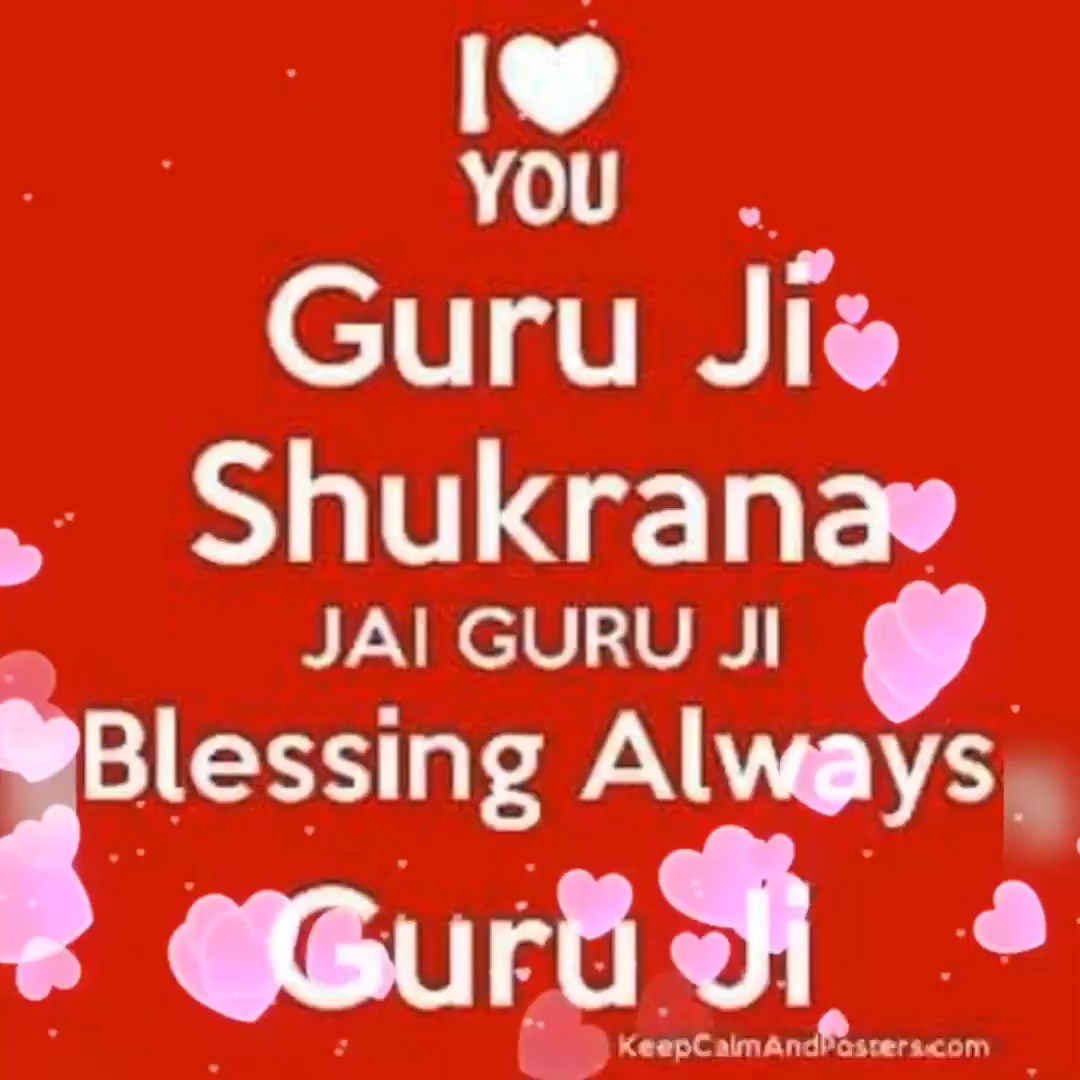 I ❤
YOU
Guru Ji
Shukrana
JAI GURU JI
Blessing Always
Guru Ji
KeepCalmAndPosters.com